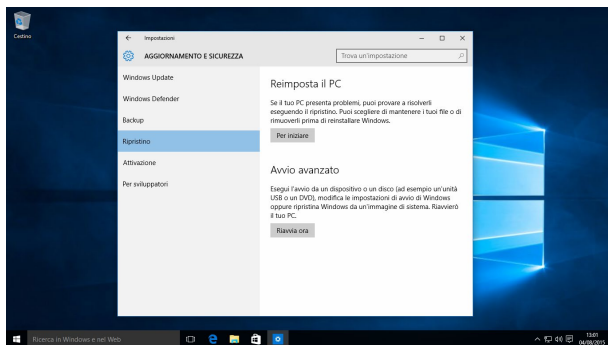 Cestino
Impostazioni
AGGIORNAMENTO E SICUREZZA
Trova un'impostazione
Windows Update
Windows Defender
Backup
Ripristino
Attivazione
Per sviluppatori
Reimposta il PC
Se il tuo PC presenta problemi, puoi provare a risolverli
eseguendo il ripristino. Puoi scegliere di mantenere i tuoi file o di
rimuoverli prima di reinstallare Windows.
Per iniziare
Avvio avanzato
Esegui l'avvio da un dispositivo o un disco (ad esempio un'unità
USB o un DVD), modifica le impostazioni di avvio di Windows
oppure ripristina Windows da un'immagine di sistema. Riavvierò
il tuo PC.
Riavvia ora
Ricerca in Windows e nel Web
13:01
04/08/2015